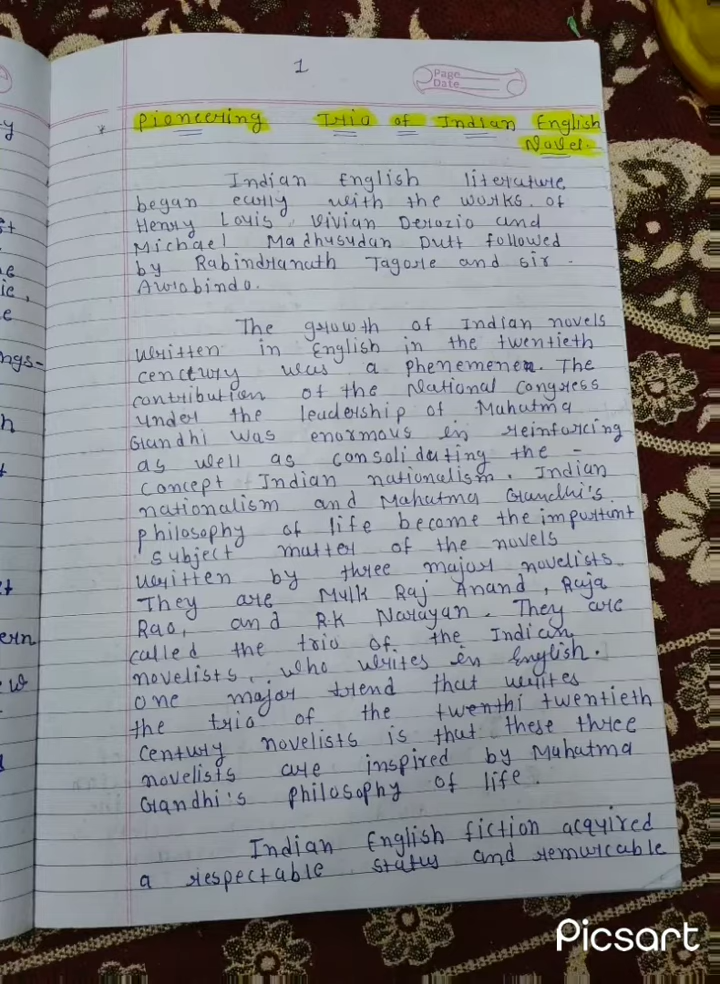 1
Page
Date
* Pioneering Trio of Indian English
Novel.
Indian English literature
began early with the works of
Henry Louis Vivian Derozio and
Michael Madhusudan Dutt followed
by Rabindranath Tagore and sir
Aurobindo.
The growth of Indian novels
written in English in the twentieth
cenctury was a phenemenen. The
contribution of the National Congress
under the leadership of Mahatma
Gandhi was enormous in reinforcing
as well as consolidating the -
concept Indian nationalism. Indian
nationalism and Mahatma Gandhi's
philosophy of life become the important
subject matter of the novels
written by three major novelists.
They are Mulk Raj Anand, Raja
Rao, and R.K Narayan. They are
called the trio of the Indian
novelists, who writes in English.
one major trend that unites
the trio of the twenthi twentieth
century novelists is that these three
novelists are inspired by Mahatma
Gandhi's philosophy of life.
Indian English fiction acquired
a respectable status and remarcable
y
et
ie,
e
ngs-
h
t
ern
w
Picsart